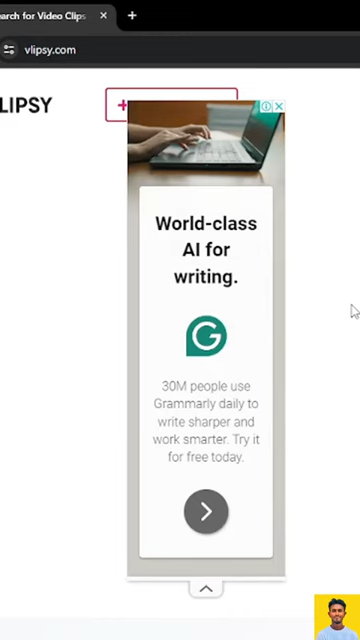 earch for Video Clips
vlipsy.com
LIPSY
World-class
AI for
writing.
30M people use
Grammarly daily to
write sharper and
work smarter. Try it
for free today.